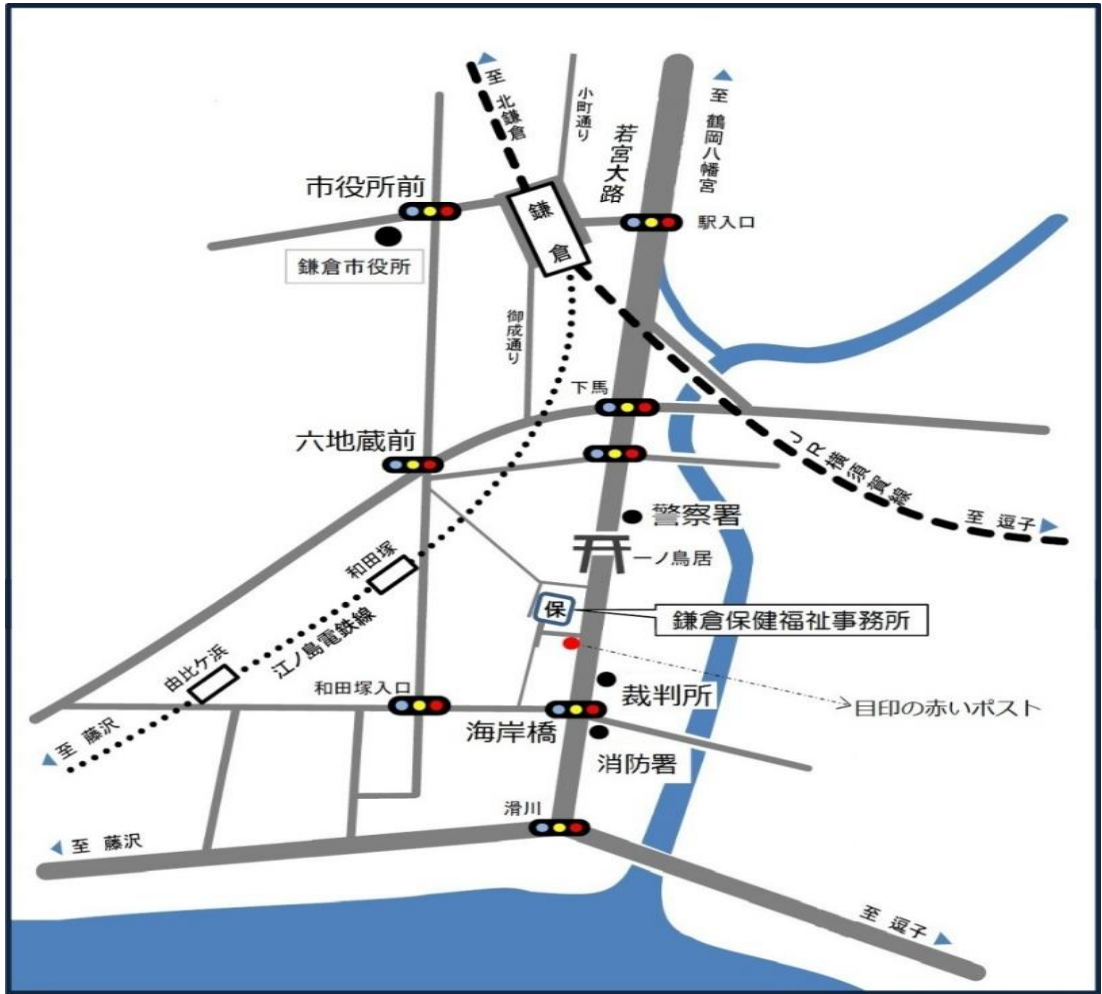 至 北鎌倉
小町通り
若宮大路
至 鶴岡八幡宮
市役所前
鎌倉
駅入口
鎌倉市役所
御成通り
下馬
六地蔵前
JR横須賀線
至 逗子
警察署
一ノ鳥居
和田塚
保
鎌倉保健福祉事務所
江ノ島電鉄線
由比ケ浜
和田塚入口
裁判所
目印の赤いポスト
海岸橋
至 藤沢
消防署
滑川
至 藤沢
至 逗子